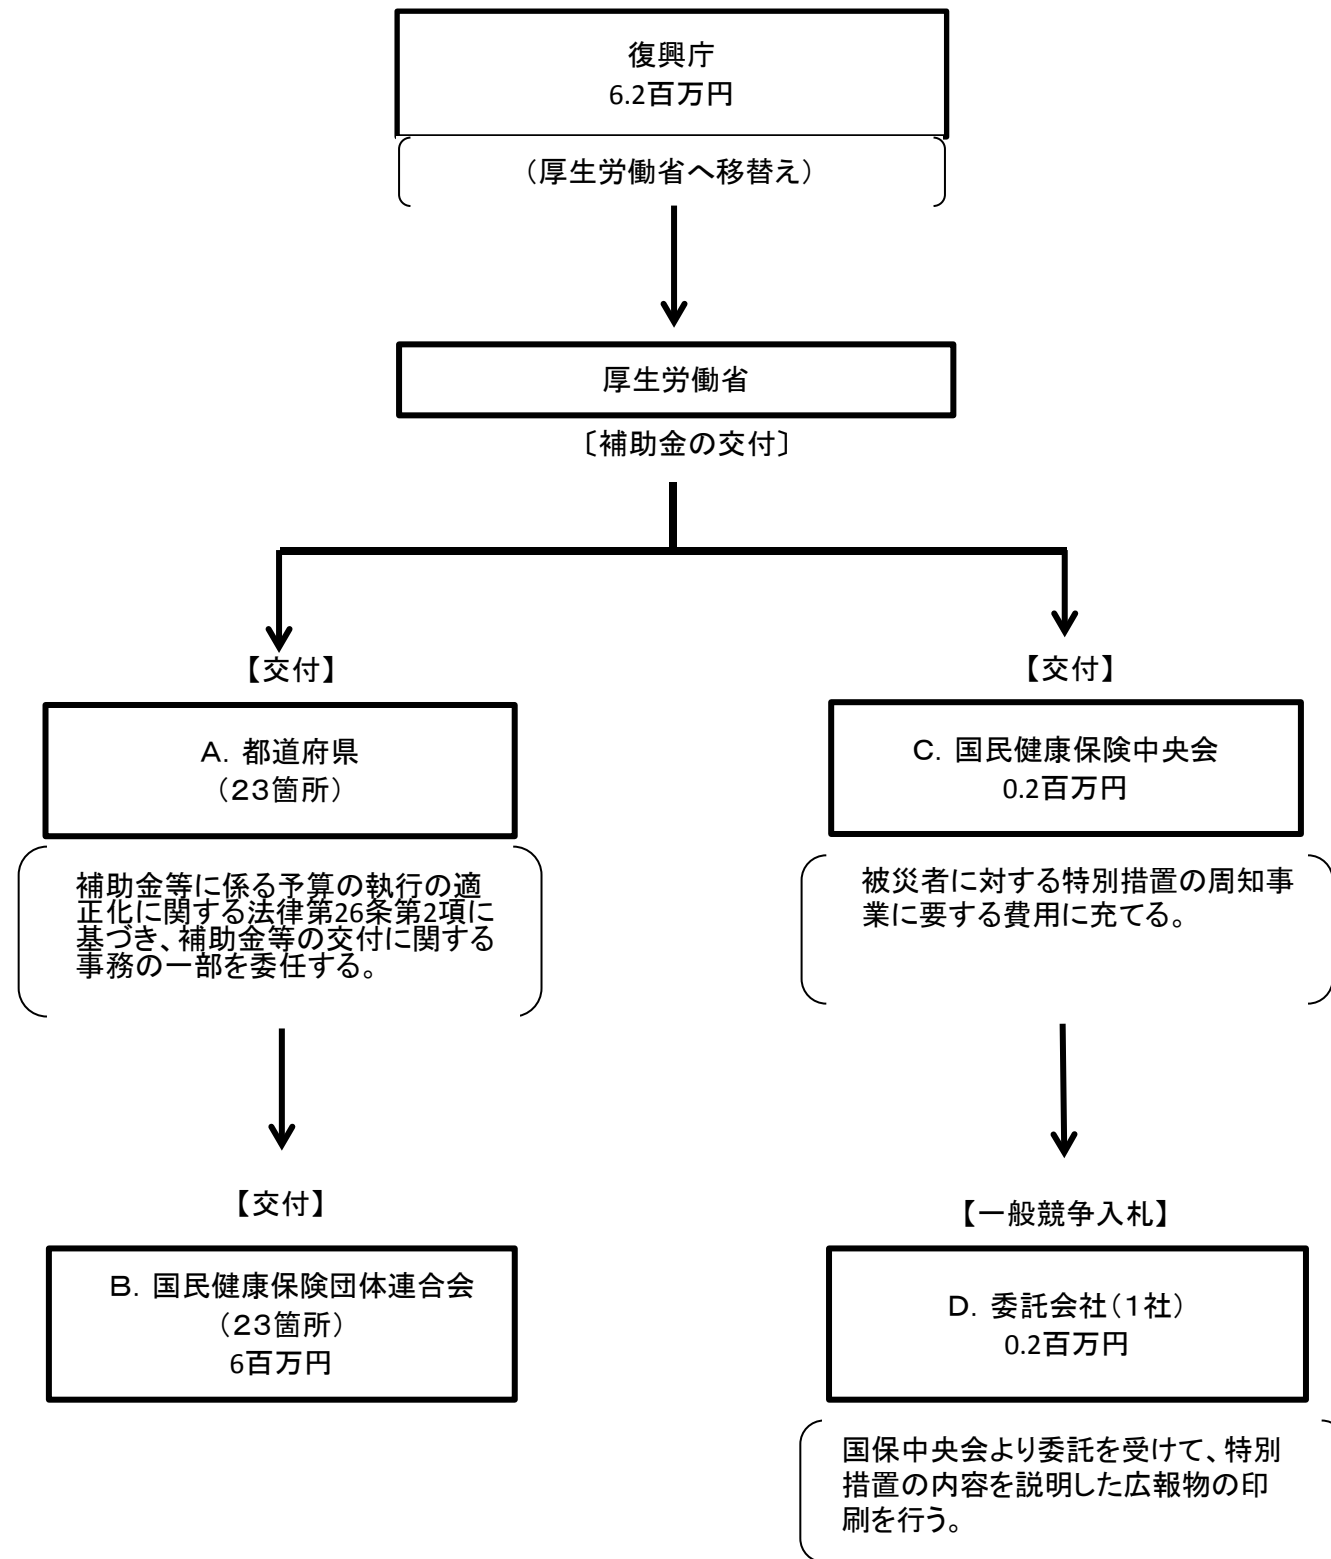 復興庁
6.2百万円
(厚生労働省へ移替え)
厚生労働省
〔補助金の交付〕
【交付】
A. 都道府県
(23箇所)
補助金等に係る予算の執行の適
正化に関する法律第26条第2項に
基づき、補助金等の交付に関する
事務の一部を委任する。
【交付】
B. 国民健康保険団体連合会
(23箇所)
6百万円
【交付】
C. 国民健康保険中央会
0.2百万円
被災者に対する特別措置の周知事
業に要する費用に充てる。
【一般競争入札】
D. 委託会社(1社)
0.2百万円
国保中央会より委託を受けて、特別
措置の内容を説明した広報物の印
刷を行う。